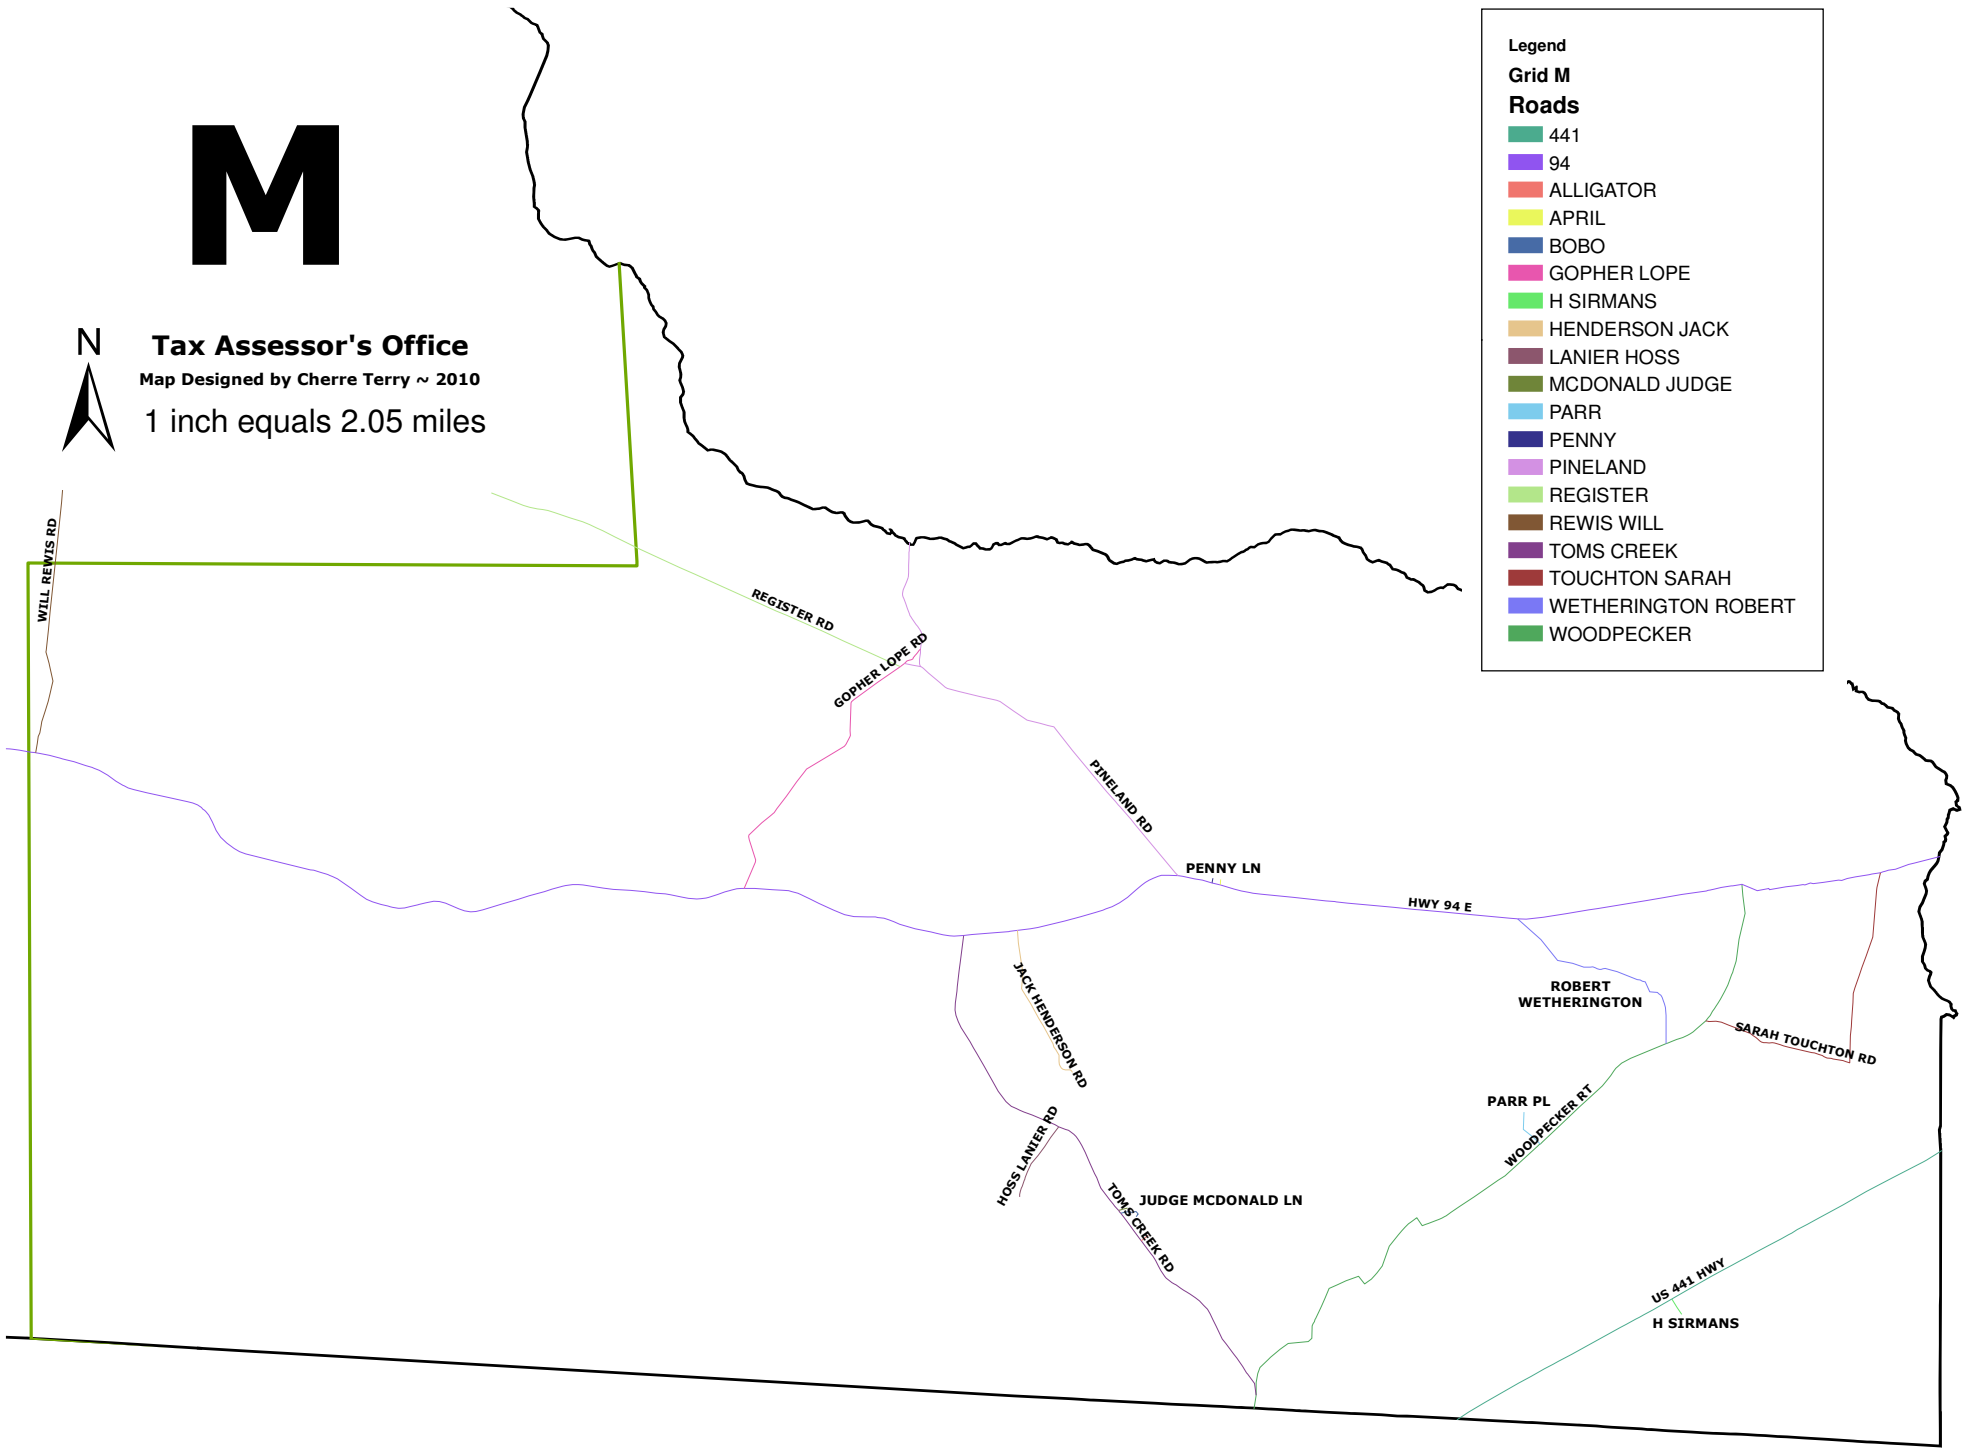 M
N
Tax Assessor's Office
Map Designed by Cherre Terry ~ 2010
1 inch equals 2.05 miles
Legend
Grid M
Roads
441
94
ALLIGATOR
APRIL
BOBO
GOPHER LOPE
H SIRMANS
HENDERSON JACK
LANIER HOSS
MCDONALD JUDGE
PARR
PENNY
PINELAND
REGISTER
REWIS WILL
TOMS CREEK
TOUCHTON SARAH
WETHERINGTON ROBERT
WOODPECKER
WILL REWIS RD
REGISTER RD
GOPHER LOPE RD
PINELAND RD
PENNY LN
HWY 94 E
JACK HENDERSON RD
ROBERT
WETHERINGTON
SARAH TOUCHTON RD
PARR PL
WOODPECKER RT
HOSS LANIER RD
JUDGE MCDONALD LN
TOMS CREEK RD
US 441 HWY
H SIRMANS